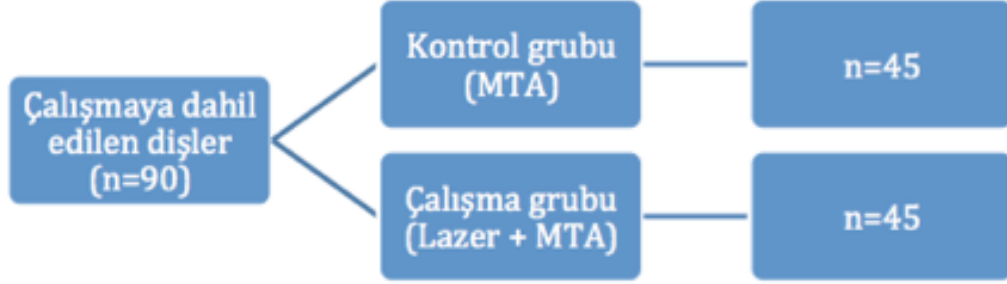 Çalışmaya dahil
edilen dişler
(n=90)
Kontrol grubu
(MTA)
n=45
Çalışma grubu
(Lazer + MTA)
n=45